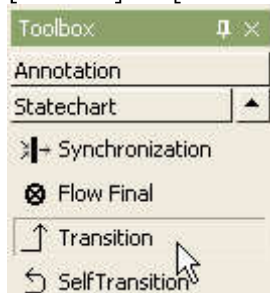 Toolbox
Annotation
Statechart
Synchronization
Flow Final
Transition
SelfTransition